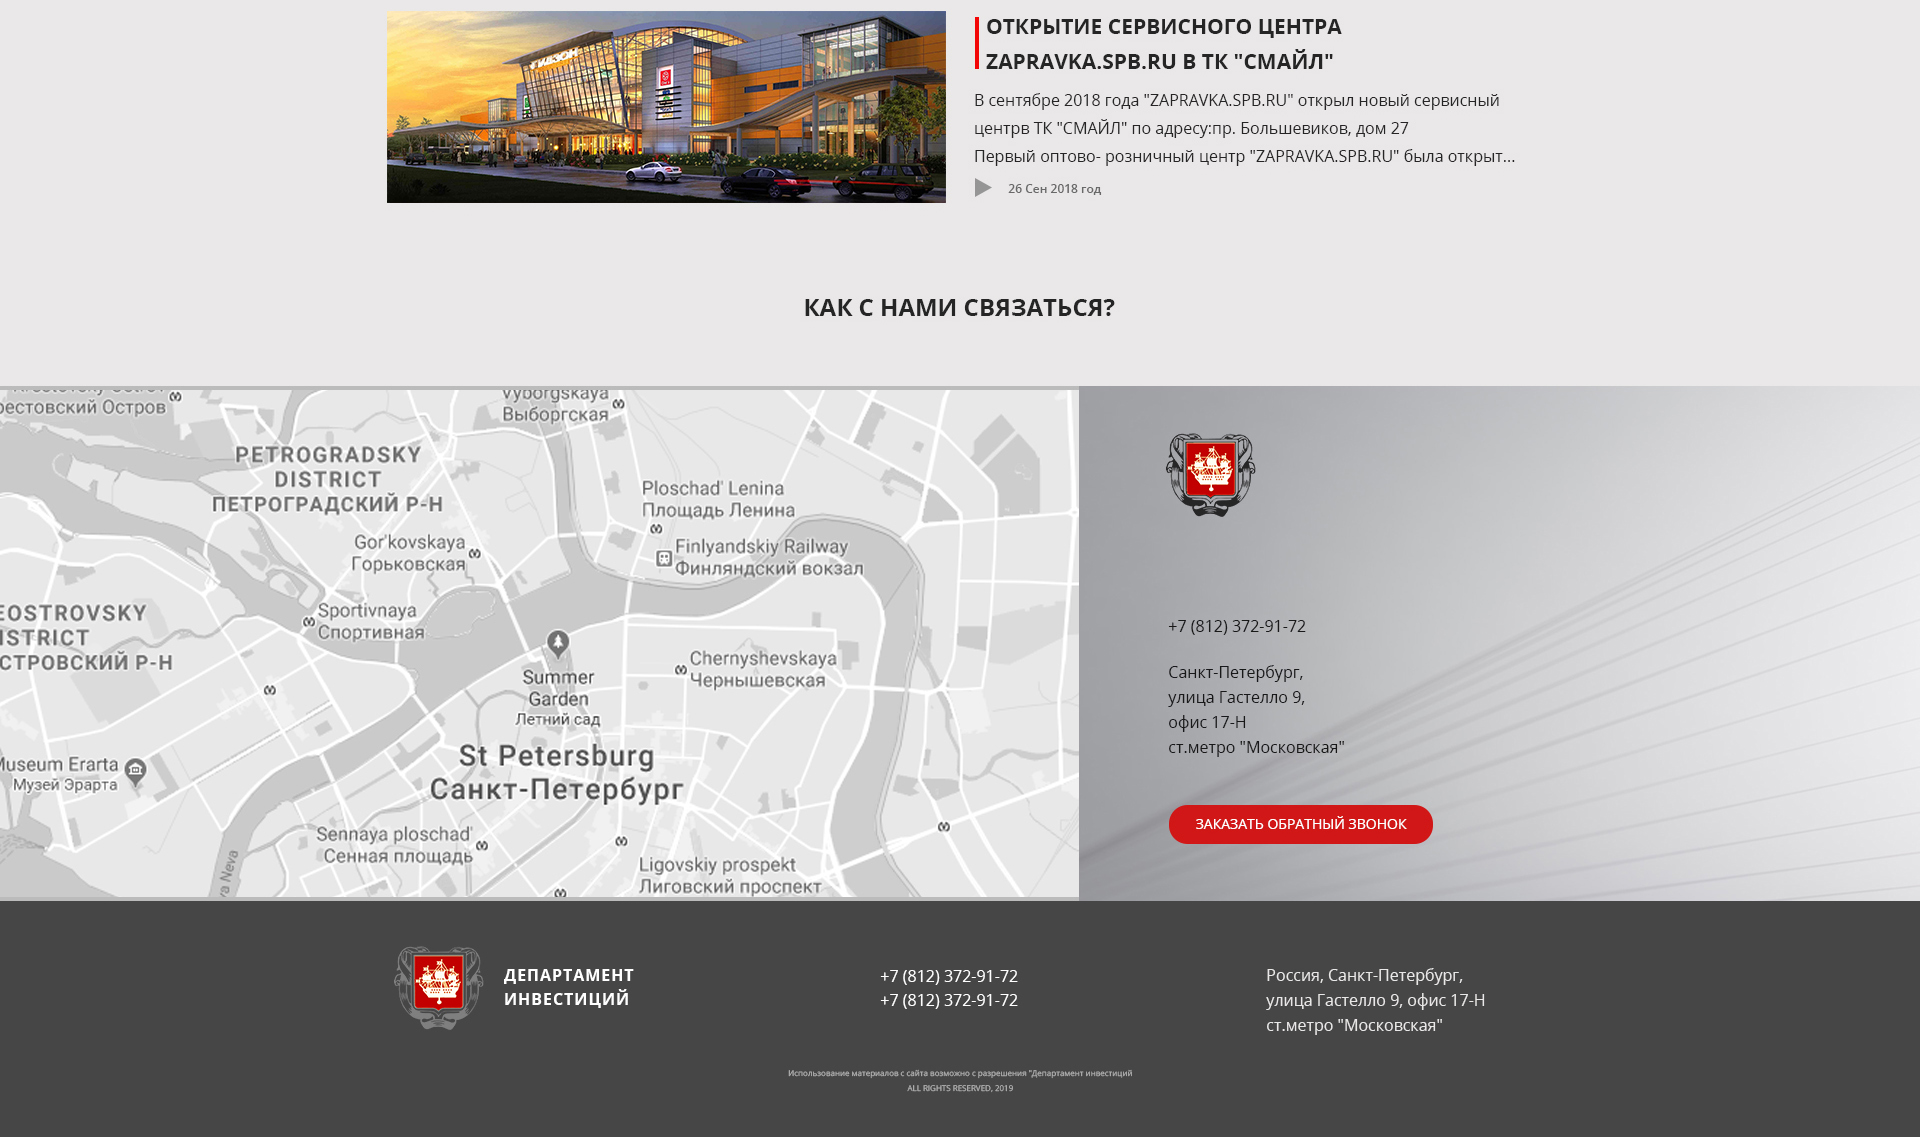 ОТКРЫТИЕ СЕРВИСНОГО ЦЕНТРА
ZAPRAVKA.SPB.RU В ТК "СМАЙЛ"
В сентябре 2018 года "ZAPRAVKA.SPB.RU" открыл новый сервисный
центрв ТК "СМАЙЛ" по адресу:пр. Большевиков, дом 27
Первый оптово- розничный центр "ZAPRAVKA.SPB.RU" была открыт...
26 Сен 2018 год
КАК С НАМИ СВЯЗАТЬСЯ?
рестовский Остров
Vyborgskaya
Выборгская
PETROGRADSKY
DISTRICT
ПЕТРОГРАДСКИЙ Р-Н
Ploschad' Lenina
Площадь Ленина
Gor'kovskaya
Горьковская
Finlyandskiy Railway
Финляндский вокзал
EOSTROVSKY
ISTRICT
СТРОВСКИЙ Р-Н
Sportivnaya
Спортивная
Summer
Garden
Летний сад
Chernyshevskaya
Чернышевская
St Petersburg
Санкт-Петербург
Museum Erarta
Музей Эрарта
Sennaya ploschad'
Сенная площадь
Ligovskiy prospekt
Лиговский проспект
a Neva
+7 (812) 372-91-72
Санкт-Петербург,
улица Гастелло 9,
офис 17-Н
ст.метро "Московская"
ЗАКАЗАТЬ ОБРАТНЫЙ ЗВОНОК
ДЕПАРТАМЕНТ
ИНВЕСТИЦИЙ
+7 (812) 372-91-72
+7 (812) 372-91-72
Россия, Санкт-Петербург,
улица Гастелло 9, офис 17-Н
ст.метро "Московская"
Использование материалов с сайта возможно с разрешения "Департамент инвестиций
ALL RIGHTS RESERVED, 2019